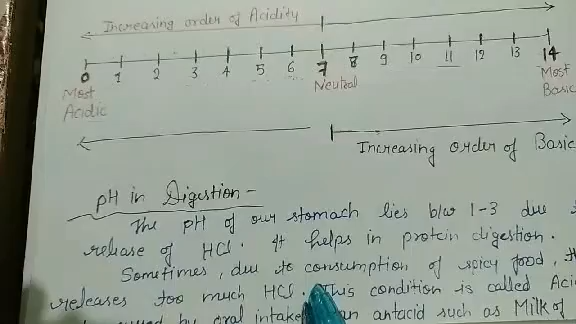 Increasing order of Acidity
0 1 2 3 4 5 6 7 8 9 10 11 12 13 14
Most Acidic
Neutral
Most Basic
Increasing order of Basic
pH in Digestion -
The pH of our stomach lies b/w 1-3 due
release of HCl. It helps in protein digestion.
Sometimes, due to consumption of spicy food,
releases too much HCl. This condition is called
by oral intake an antacid such as Milk of